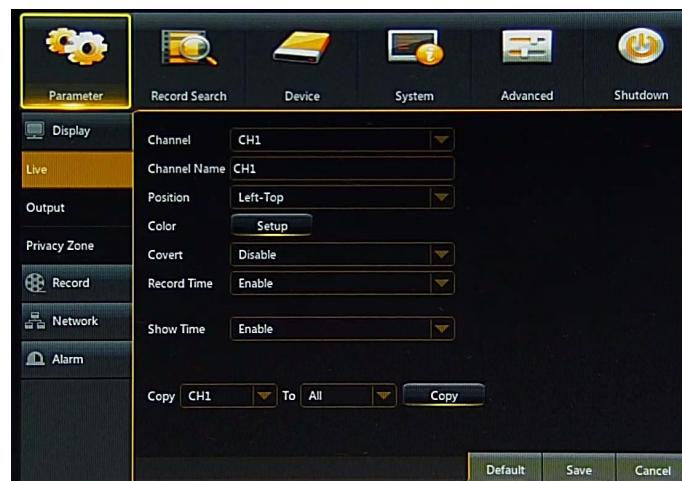 Parameter Record Search Device System Advanced Shutdown
Display
Live
Output
Privacy Zone
Record
Network
Alarm
Channel CH1
Channel Name CH1
Position Left-Top
Color Setup
Covert Disable
Record Time Enable
Show Time Enable
Copy CH1 To All Copy
Default Save Cancel